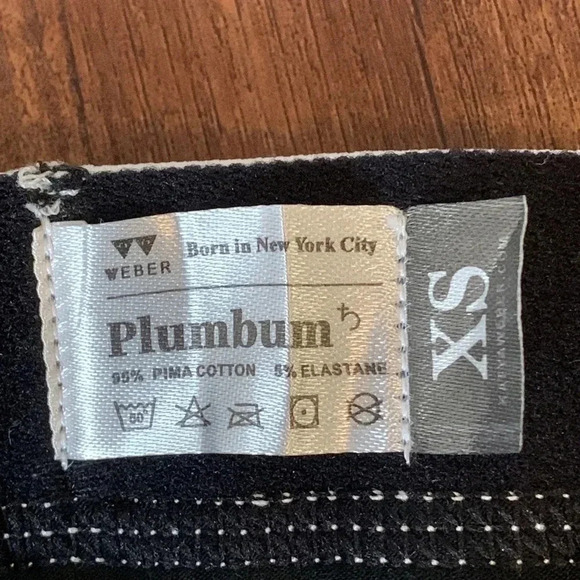 WEBER
Born in New York City
Plumbum ♄
95% PIMA COTTON 5% ELASTANE
XS